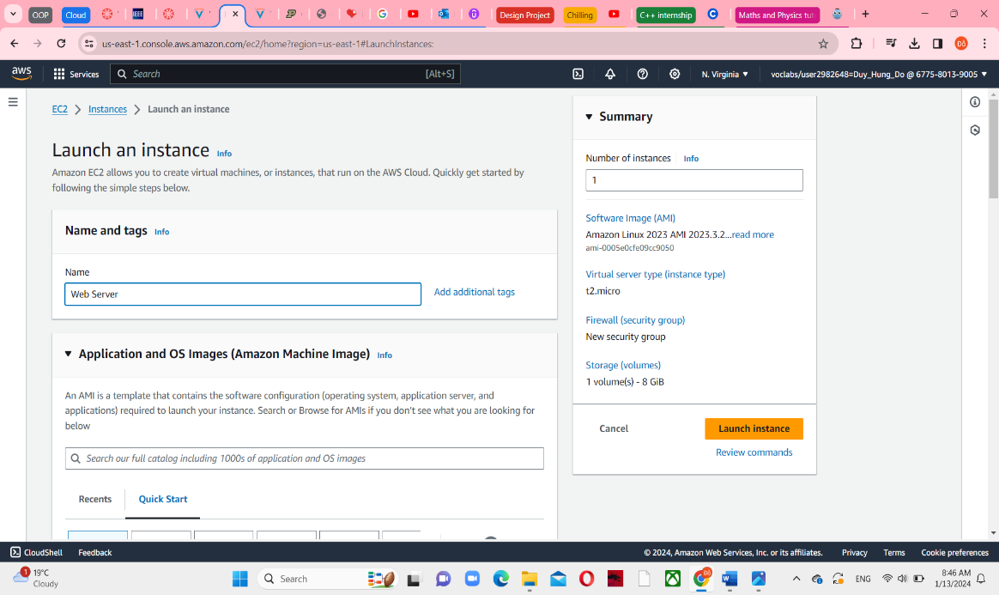 OOP
Cloud
IEEE
Design Project
Chilling
C++ internship
Maths and Physics tut
us-east-1.console.aws.amazon.com/ec2/home?region=us-east-1#LaunchInstances:
aws
Services
Search
[Alt+S]
N. Virginia
voclabs/user2982648=Duy_Hung_Do @ 6775-8013-9005
EC2
Instances
Launch an instance
Launch an instance Info
Amazon EC2 allows you to create virtual machines, or instances, that run on the AWS Cloud. Quickly get started by
following the simple steps below.
Name and tags Info
Name
Web Server
Add additional tags
Application and OS Images (Amazon Machine Image) Info
An AMI is a template that contains the software configuration (operating system, application server, and
applications) required to launch your instance. Search or Browse for AMIs if you don't see what you are looking for
below
Search our full catalog including 1000s of application and OS images
Recents
Quick Start
Summary
Number of instances Info
1
Software Image (AMI)
Amazon Linux 2023 AMI 2023.3.2...read more
ami-0005e0cfe09cc9050
Virtual server type (instance type)
t2.micro
Firewall (security group)
New security group
Storage (volumes)
1 volume(s) - 8 GiB
Cancel
Launch instance
Review commands
CloudShell
Feedback
© 2024, Amazon Web Services, Inc. or its affiliates.
Privacy
Terms
Cookie preferences
1
19°C
Cloudy
Search
ENG
8:46 AM
1/13/2024